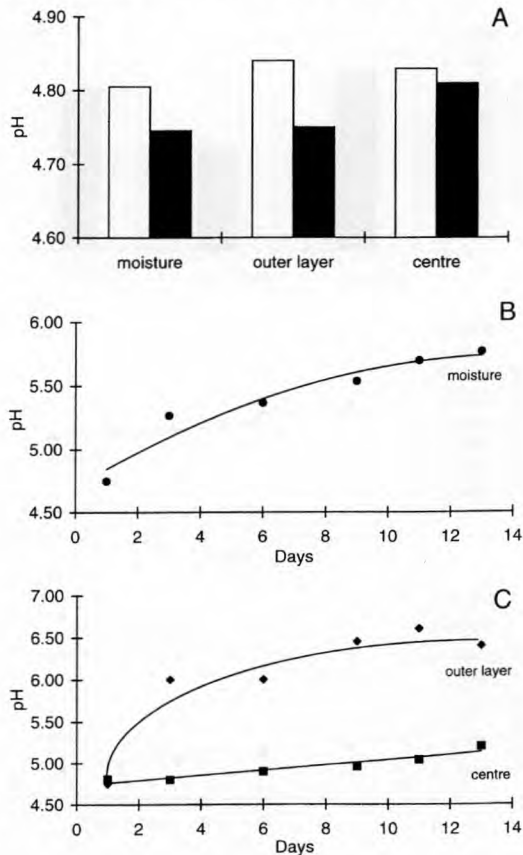 A
4.90
4.80
4.70
4.60
pH
moisture outer layer centre
B
6.00
5.50
5.00
4.50
pH
moisture
0 2 4 6 8 10 12 14
Days
C
7.00
6.50
6.00
5.50
5.00
4.50
pH
outer layer
centre
0 2 4 6 8 10 12 14
Days